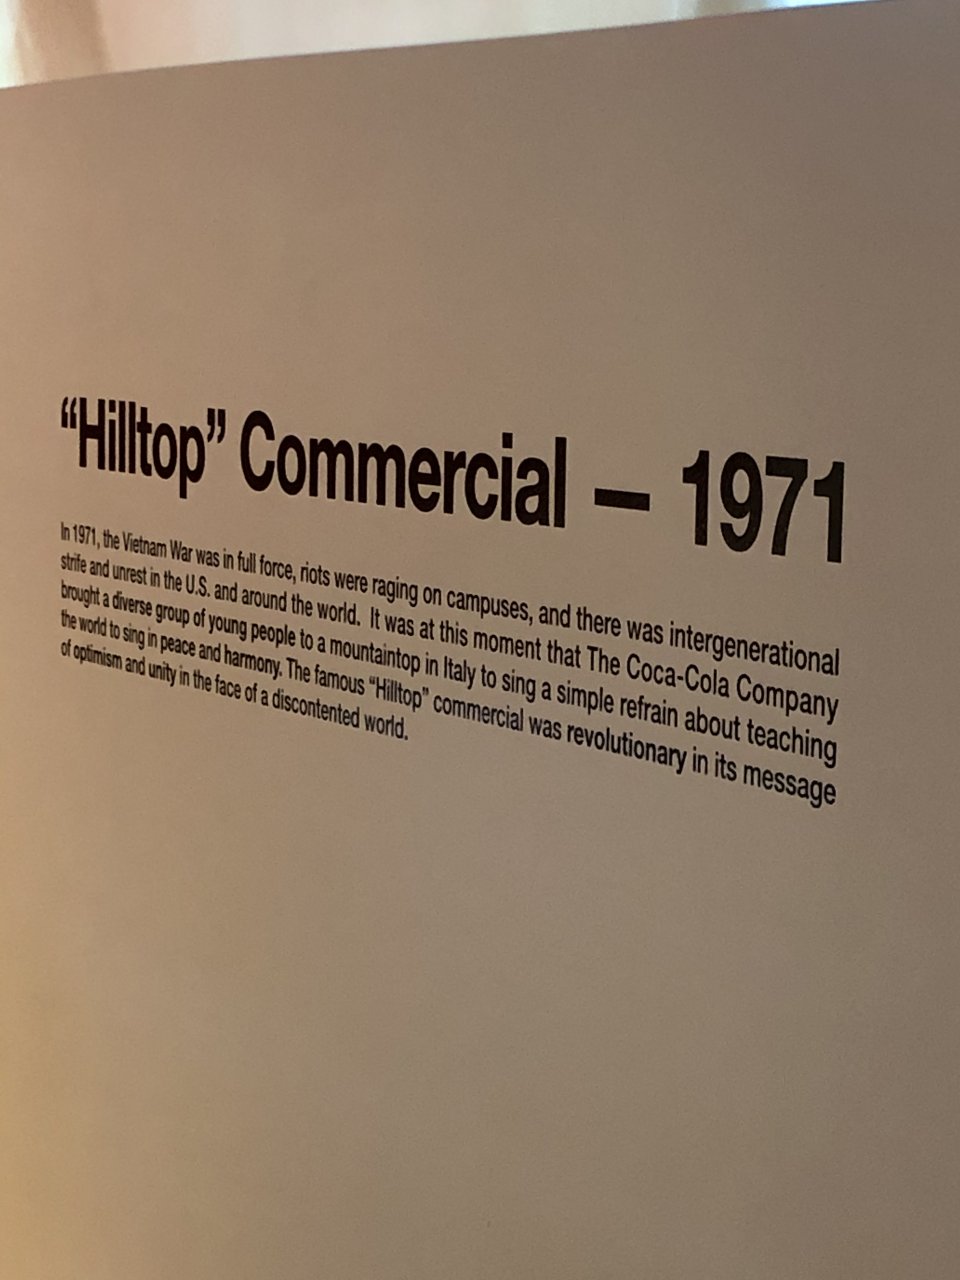 “Hilltop” Commercial – 1971
In 1971, the Vietnam War was in full force, riots were raging on campuses, and there was intergenerational
strife and unrest in the U.S. and around the world.  It was at this moment that The Coca-Cola Company
brought a diverse group of young people to a mountaintop in Italy to sing a simple refrain about teaching
the world to sing in peace and harmony. The famous “Hilltop” commercial was revolutionary in its message
of optimism and unity in the face of a discontented world.